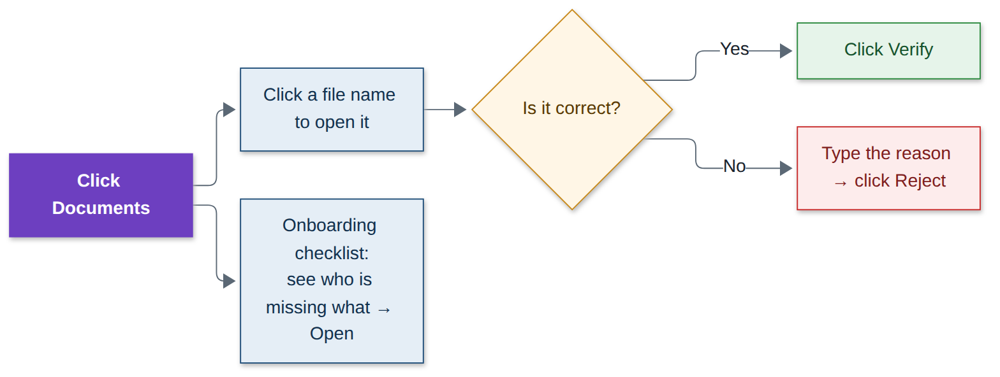 Click
Documents
Click a file name
to open it
Onboarding
checklist:
see who is
missing what →
Open
Is it correct?
Yes
No
Click Verify
Type the reason
→ click Reject